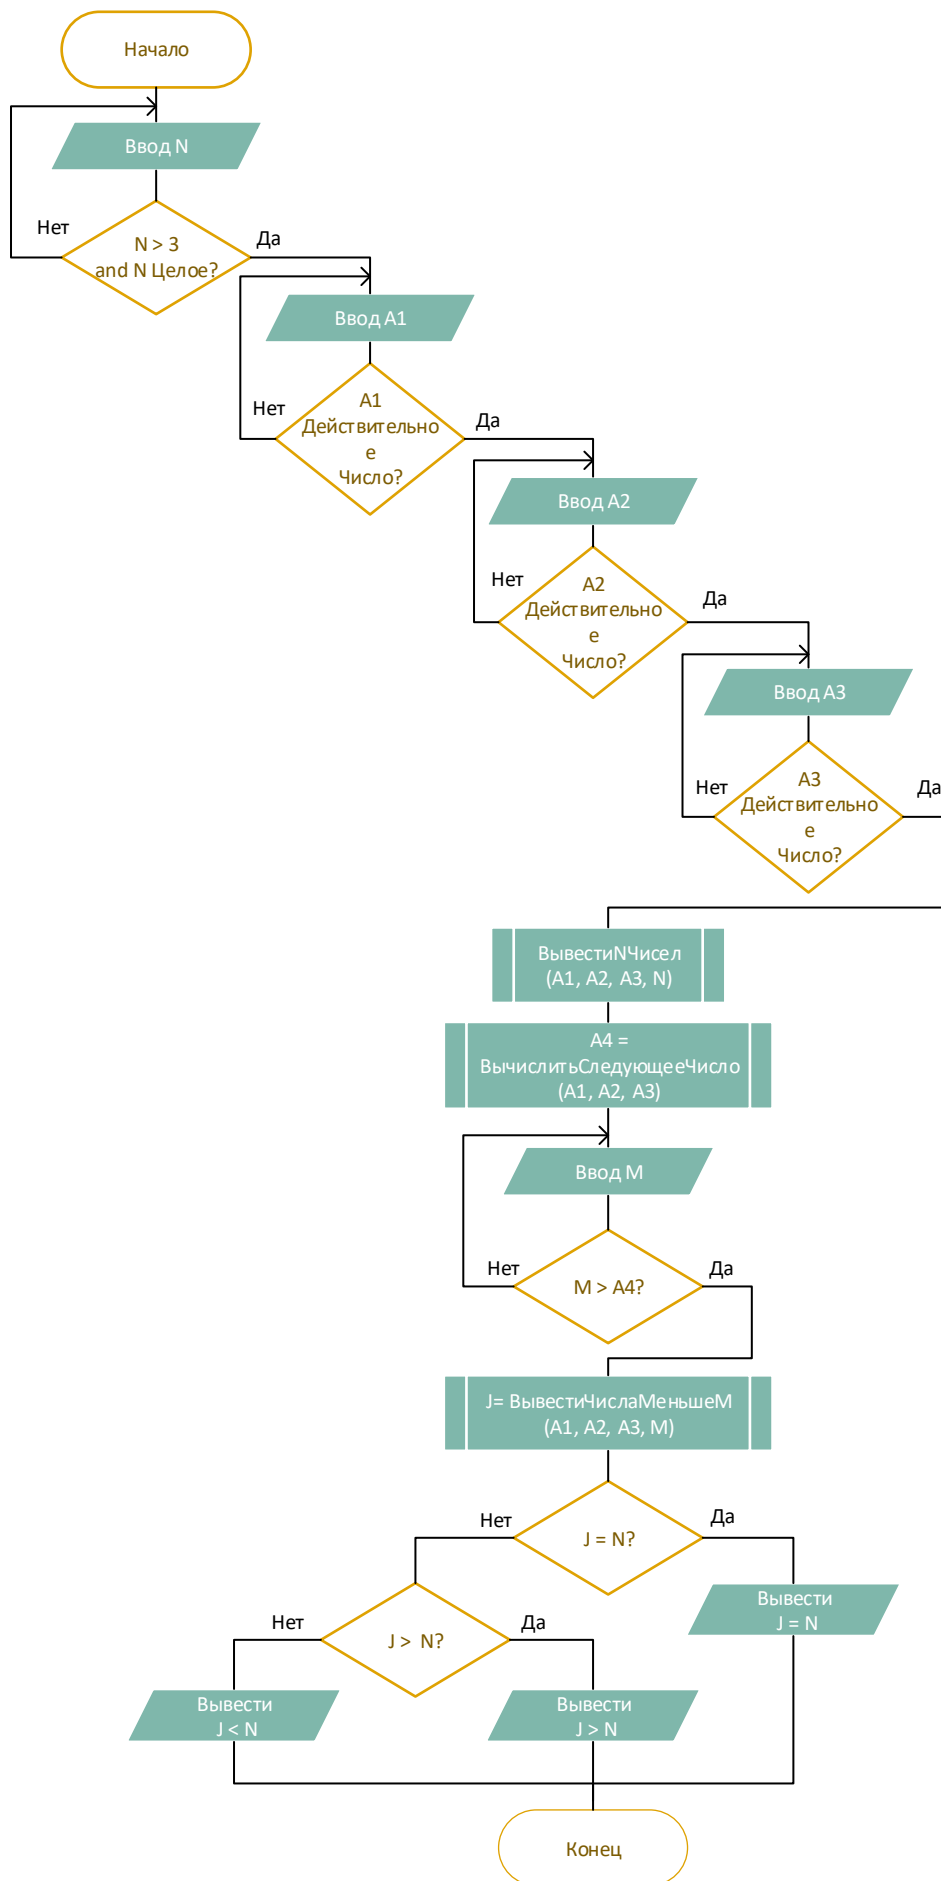 Начало
Ввод N
Нет
N > 3
and N Целое?
Да
Ввод A1
Нет
A1
Действительно
е
Число?
Да
Ввод A2
Нет
A2
Действительно
е
Число?
Да
Ввод A3
Нет
A3
Действительно
е
Число?
Да
ВывестиNЧисел
(A1, A2, A3, N)
A4 =
ВычислитьСледующееЧисло
(A1, A2, A3)
Ввод M
Нет
M > A4?
Да
J= ВывестиЧислаМеньшеM
(A1, A2, A3, M)
Нет
J = N?
Да
Вывести
J = N
Нет
J > N?
Да
Вывести
J < N
Вывести
J > N
Конец